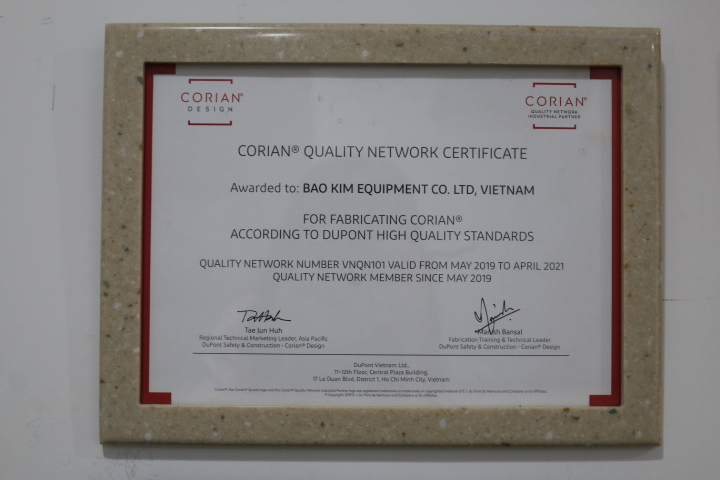 CORIAN®
DESIGN
CORIAN®
QUALITY NETWORK
INDUSTRIAL PARTNER
CORIAN® QUALITY NETWORK CERTIFICATE
Awarded to: BAO KIM EQUIPMENT CO. LTD, VIETNAM
FOR FABRICATING CORIAN®
ACCORDING TO DUPONT HIGH QUALITY STANDARDS
QUALITY NETWORK NUMBER VNQN101 VALID FROM MAY 2019 TO APRIL 2021
QUALITY NETWORK MEMBER SINCE MAY 2019
Tae Jun Huh
Regional Technical Marketing Leader, Asia Pacific
DuPont Safety & Construction - Corian® Design
Manish Bansal
Fabrication Training & Technical Leader
DuPont Safety & Construction - Corian® Design
DuPont Vietnam Ltd.,
11-12th Floor, Central Plaza Building,
17 Le Duan Blvd, District 1, Ho Chi Minh City, Vietnam